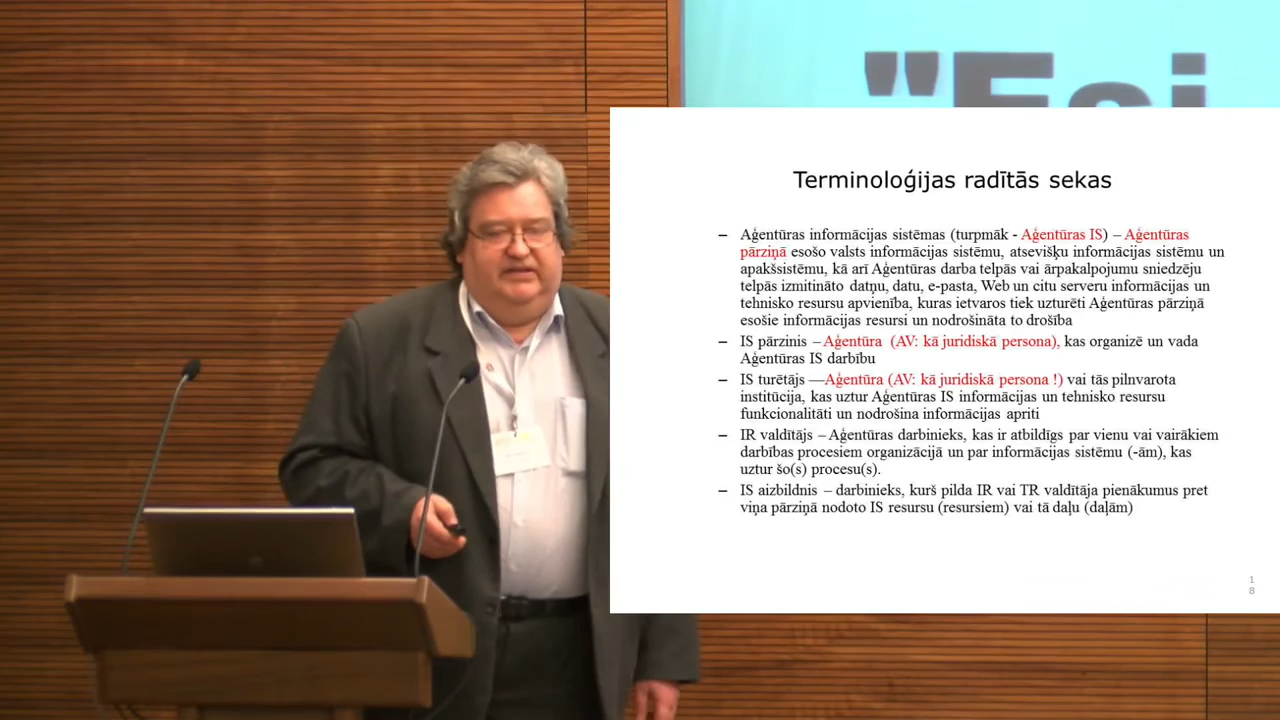 "Esi
Terminoloģijas radītās sekas
– Aģentūras informācijas sistēmas (turpmāk - Aģentūras IS) – Aģentūras
pārziņā esošo valsts informācijas sistēmu, atsevišķu informācijas sistēmu un
apakšsistēmu, kā arī Aģentūras darba telpās vai ārpakalpojumu sniedzēju
telpās izmitināto datņu, datu, e-pasta, Web un citu serveru informācijas un
tehnisko resursu apvienība, kuras ietvaros tiek uzturēti Aģentūras pārziņā
esošie informācijas resursi un nodrošināta to drošība
– IS pārzinis – Aģentūra (AV: kā juridiskā persona), kas organizē un vada
Aģentūras IS darbību
– IS turētājs —Aģentūra (AV: kā juridiskā persona !) vai tās pilnvarota
institūcija, kas uztur Aģentūras IS informācijas un tehnisko resursu
funkcionalitāti un nodrošina informācijas apriti
– IR valdītājs – Aģentūras darbinieks, kas ir atbildīgs par vienu vai vairākiem
darbības procesiem organizācijā un par informācijas sistēmu (-ām), kas
uztur šo(s) procesu(s).
– IS aizbildnis – darbinieks, kurš pilda IR vai TR valdītāja pienākumus pret
viņa pārziņā nodoto IS resursu (resursiem) vai tā daļu (daļām)
1
8